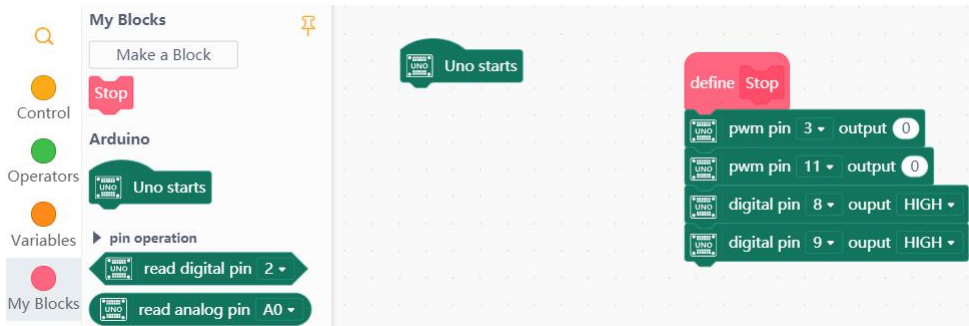 My Blocks
Make a Block
Stop
Control
Arduino
Operators
UNO Uno starts
Variables
pin operation
UNO read digital pin 2
My Blocks
UNO read analog pin A0
UNO Uno starts
define Stop
UNO pwm pin 3 output 0
UNO pwm pin 11 output 0
UNO digital pin 8 ouput HIGH
UNO digital pin 9 ouput HIGH